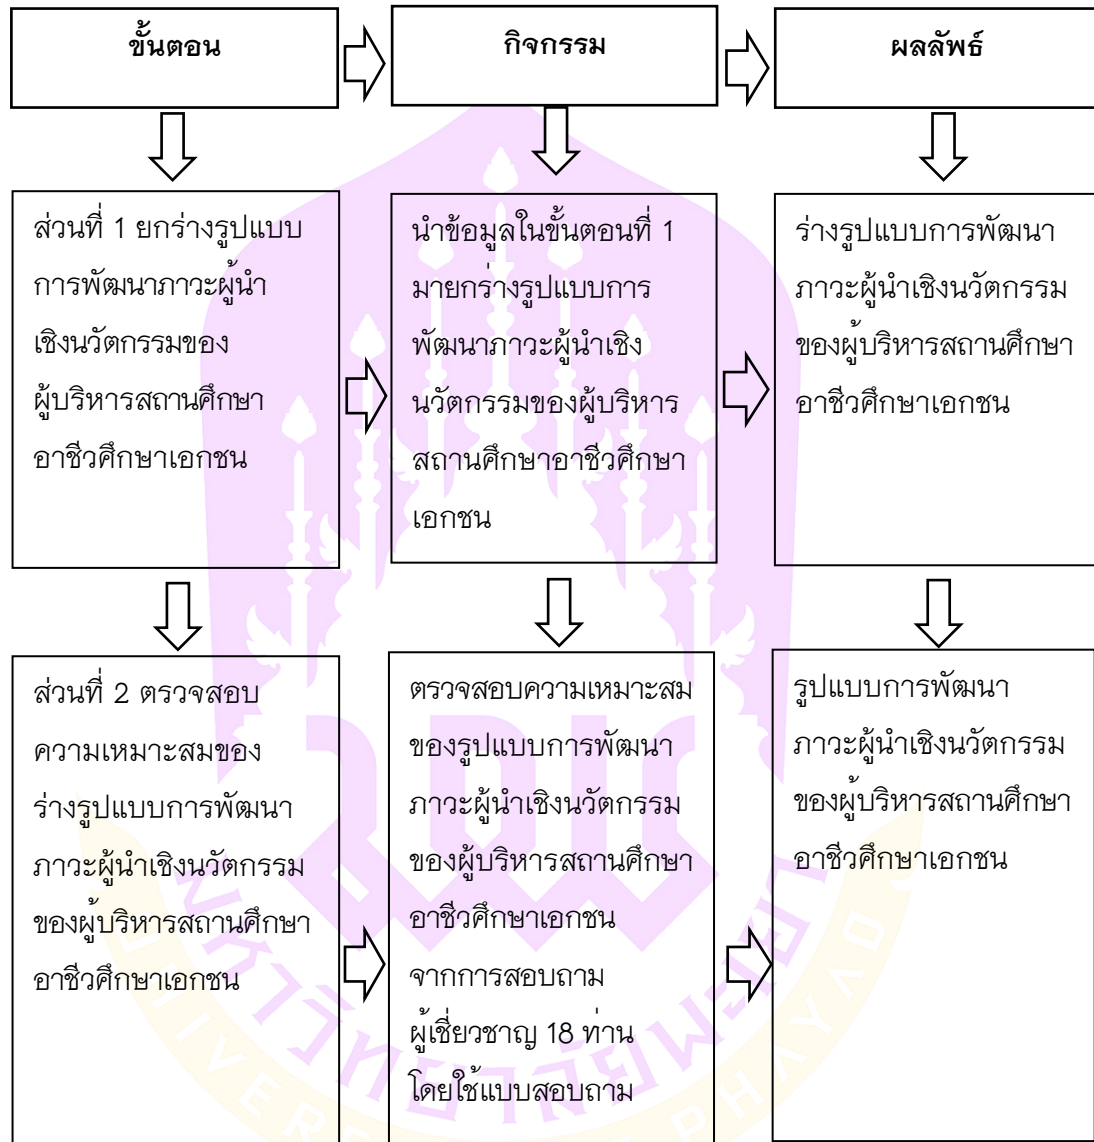 ขั้นตอน
กิจกรรม
ผลลัพธ์
ส่วนที่ 1 ยกร่างรูปแบบ
การพัฒนาภาวะผู้นำ
เชิงนวัตกรรมของ
ผู้บริหารสถานศึกษา
อาชีวศึกษาเอกชน
นำข้อมูลในขั้นตอนที่ 1
มายกร่างรูปแบบการ
พัฒนาภาวะผู้นำเชิง
นวัตกรรมของผู้บริหาร
สถานศึกษาอาชีวศึกษา
เอกชน
ร่างรูปแบบการพัฒนา
ภาวะผู้นำเชิงนวัตกรรม
ของผู้บริหารสถานศึกษา
อาชีวศึกษาเอกชน
ส่วนที่ 2 ตรวจสอบ
ความเหมาะสมของ
ร่างรูปแบบการพัฒนา
ภาวะผู้นำเชิงนวัตกรรม
ของผู้บริหารสถานศึกษา
อาชีวศึกษาเอกชน
ตรวจสอบความเหมาะสม
ของรูปแบบการพัฒนา
ภาวะผู้นำเชิงนวัตกรรม
ของผู้บริหารสถานศึกษา
อาชีวศึกษาเอกชน
จากการสอบถาม
ผู้เชี่ยวชาญ 18 ท่าน
โดยใช้แบบสอบถาม
รูปแบบการพัฒนา
ภาวะผู้นำเชิงนวัตกรรม
ของผู้บริหารสถานศึกษา
อาชีวศึกษาเอกชน
มหาวิทยาลัยพะเยา